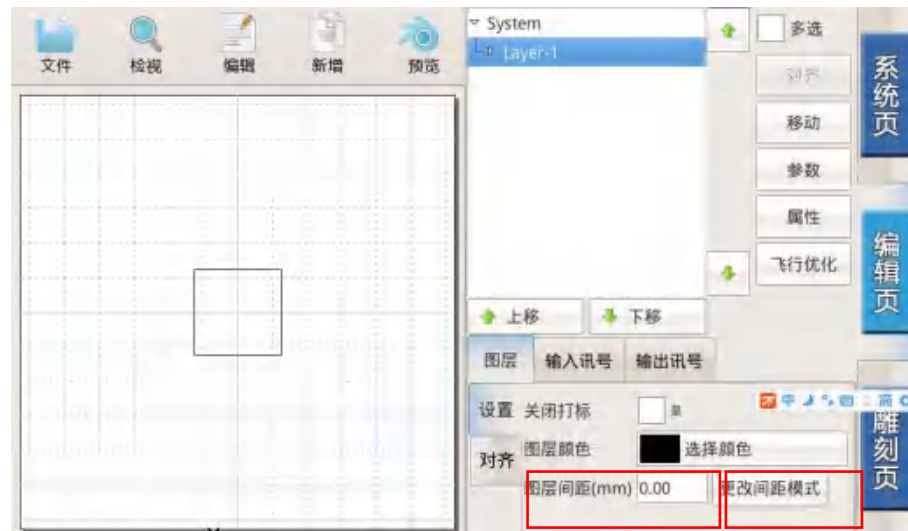 文件
检视
编辑
新增
预览
System
Layer-1
多选
对齐
移动
参数
属性
飞行优化
上移
下移
图层
输入讯号
输出讯号
设置
关闭打标
是
对齐
图层颜色
选择颜色
图层间距(mm)
0.00
更改间距模式
系统页
编辑页
雕刻页